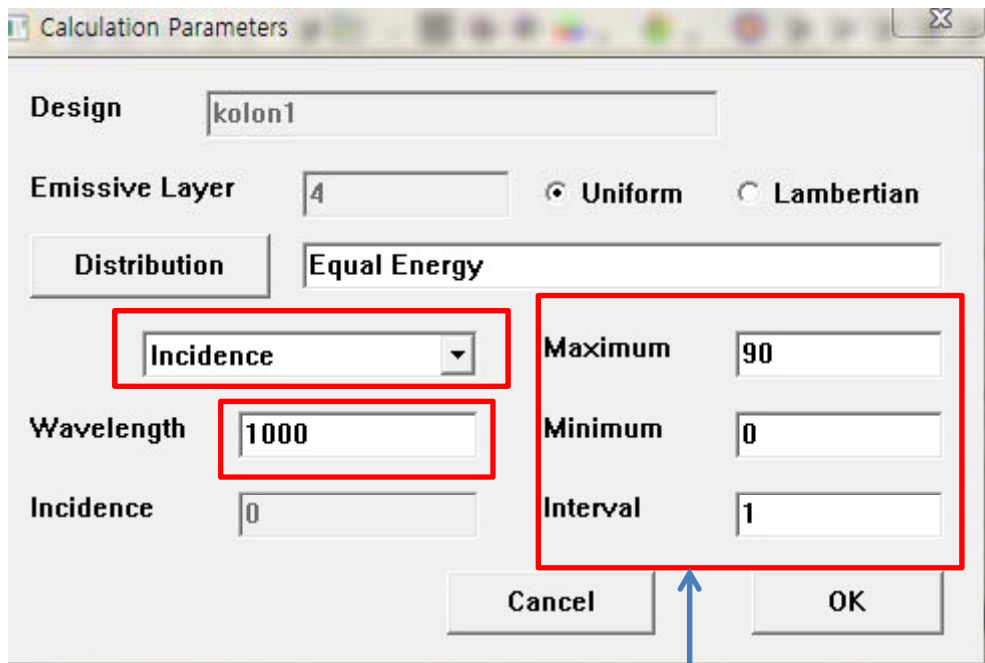 Calculation Parameters
Design kolon1
Emissive Layer 4 Uniform Lambertian
Distribution Equal Energy
Incidence Maximum 90
Wavelength 1000 Minimum 0
Incidence 0 Interval 1
Cancel OK